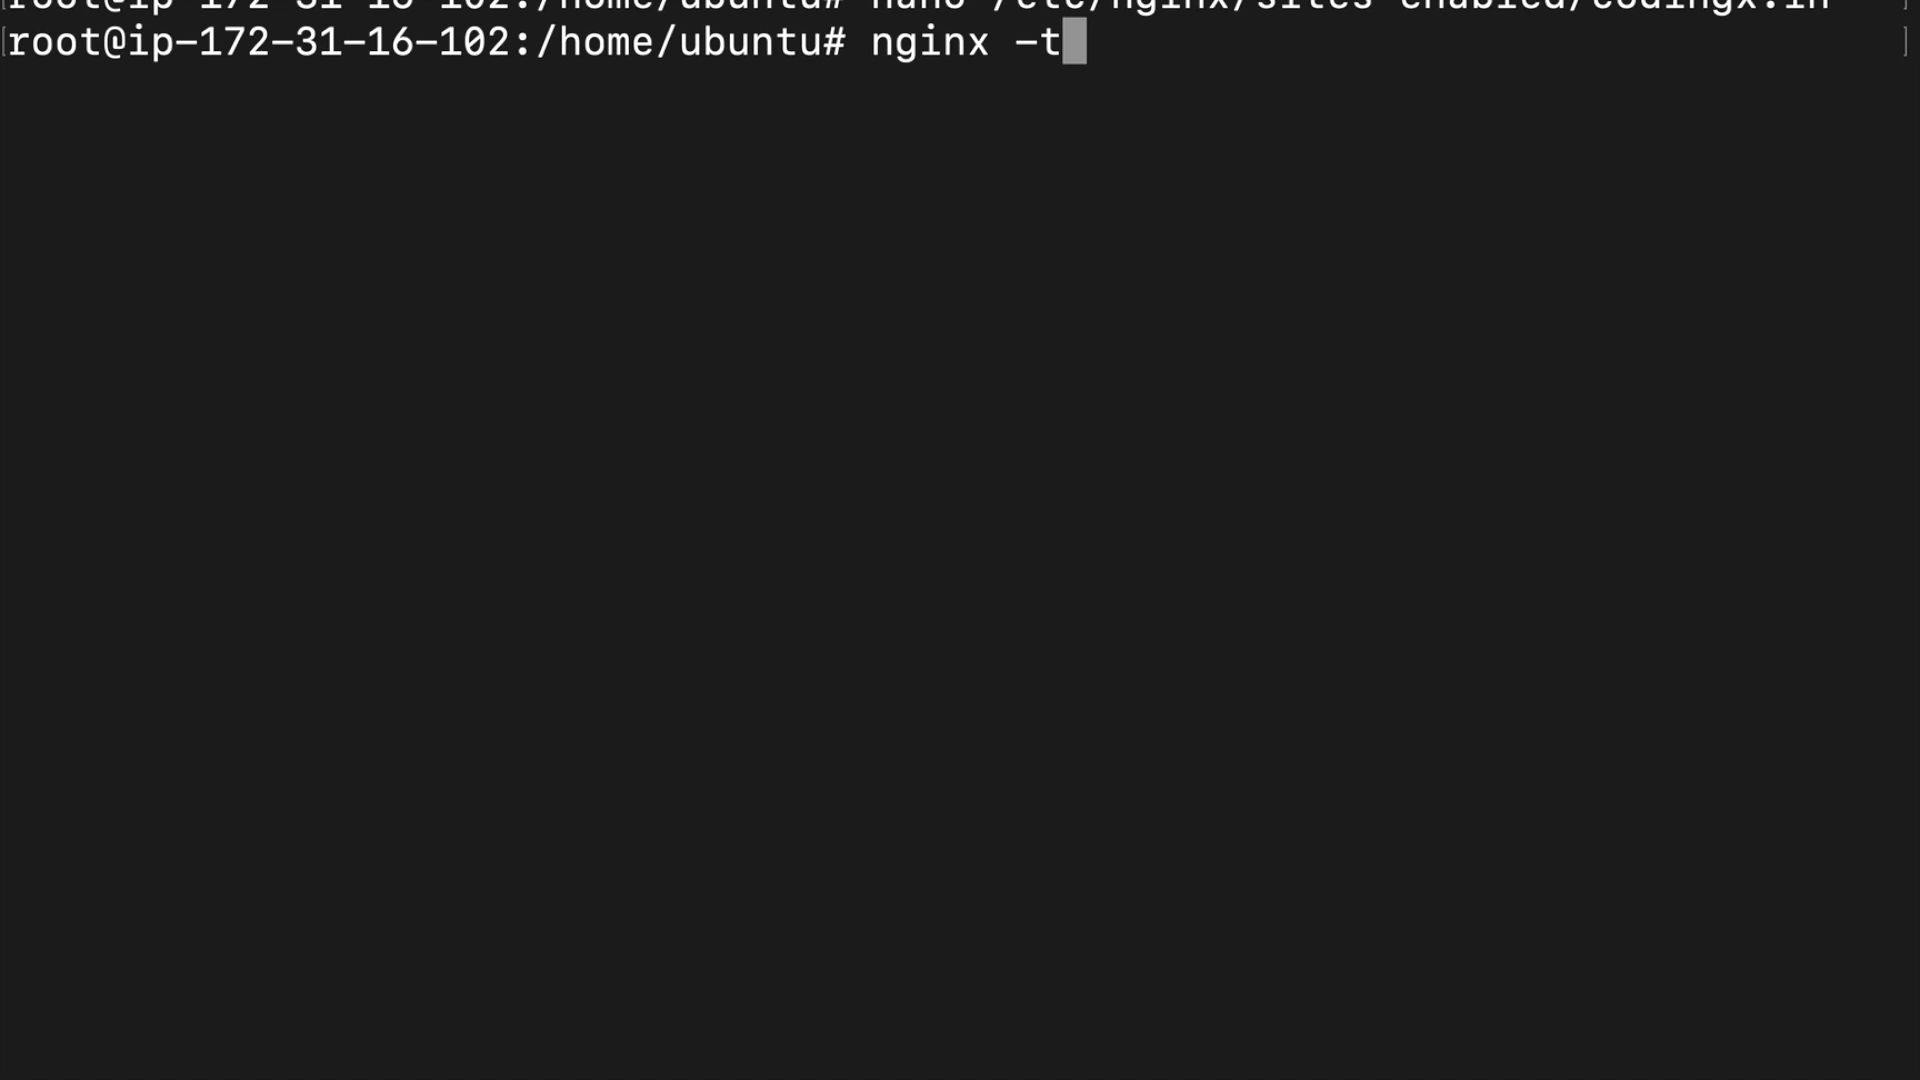 root@ip-172-31-16-102:/home/ubuntu# nano /etc/nginx/sites-enabled/codingx.in
root@ip-172-31-16-102:/home/ubuntu# nginx -t